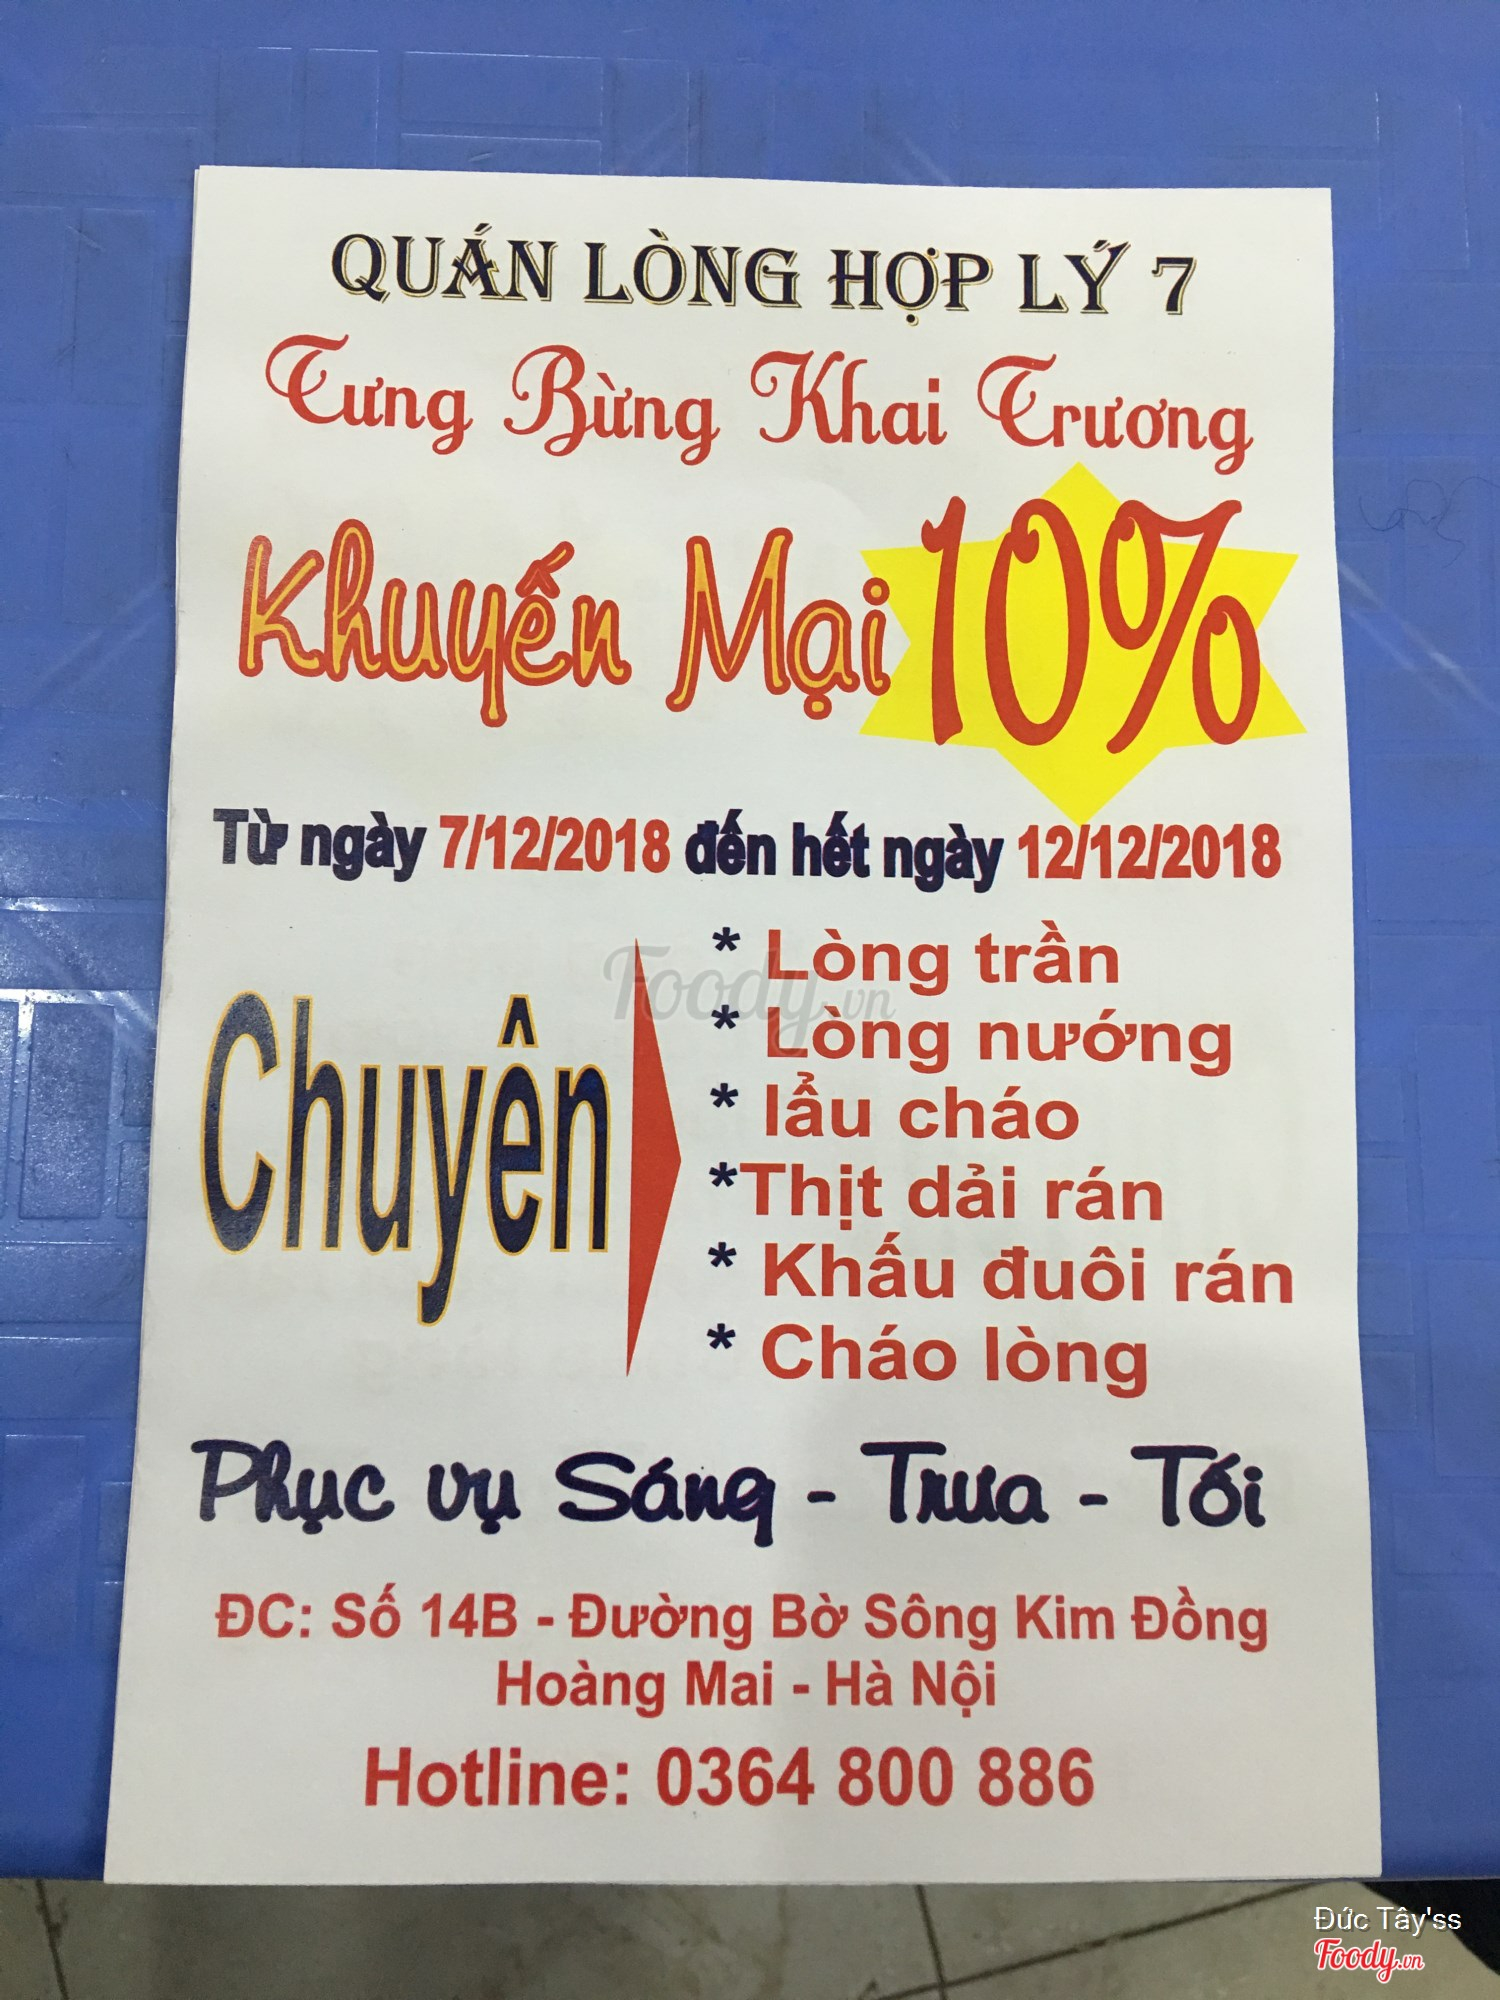 QUÁN LÒNG HỢP LÝ 7
Tưng Bừng Khai Trương
Khuyến Mại 10%
Từ ngày 7/12/2018 đến hết ngày 12/12/2018
Chuyên
* Lòng trần
* Lòng nướng
* lẩu cháo
*Thịt dải rán
* Khấu đuôi rán
* Cháo lòng
Foody.vn
Phục vụ Sáng - Trưa - Tối
ĐC: Số 14B - Đường Bờ Sông Kim Đồng
Hoàng Mai - Hà Nội
Hotline: 0364 800 886
Đức Tây'ss
Foody.vn